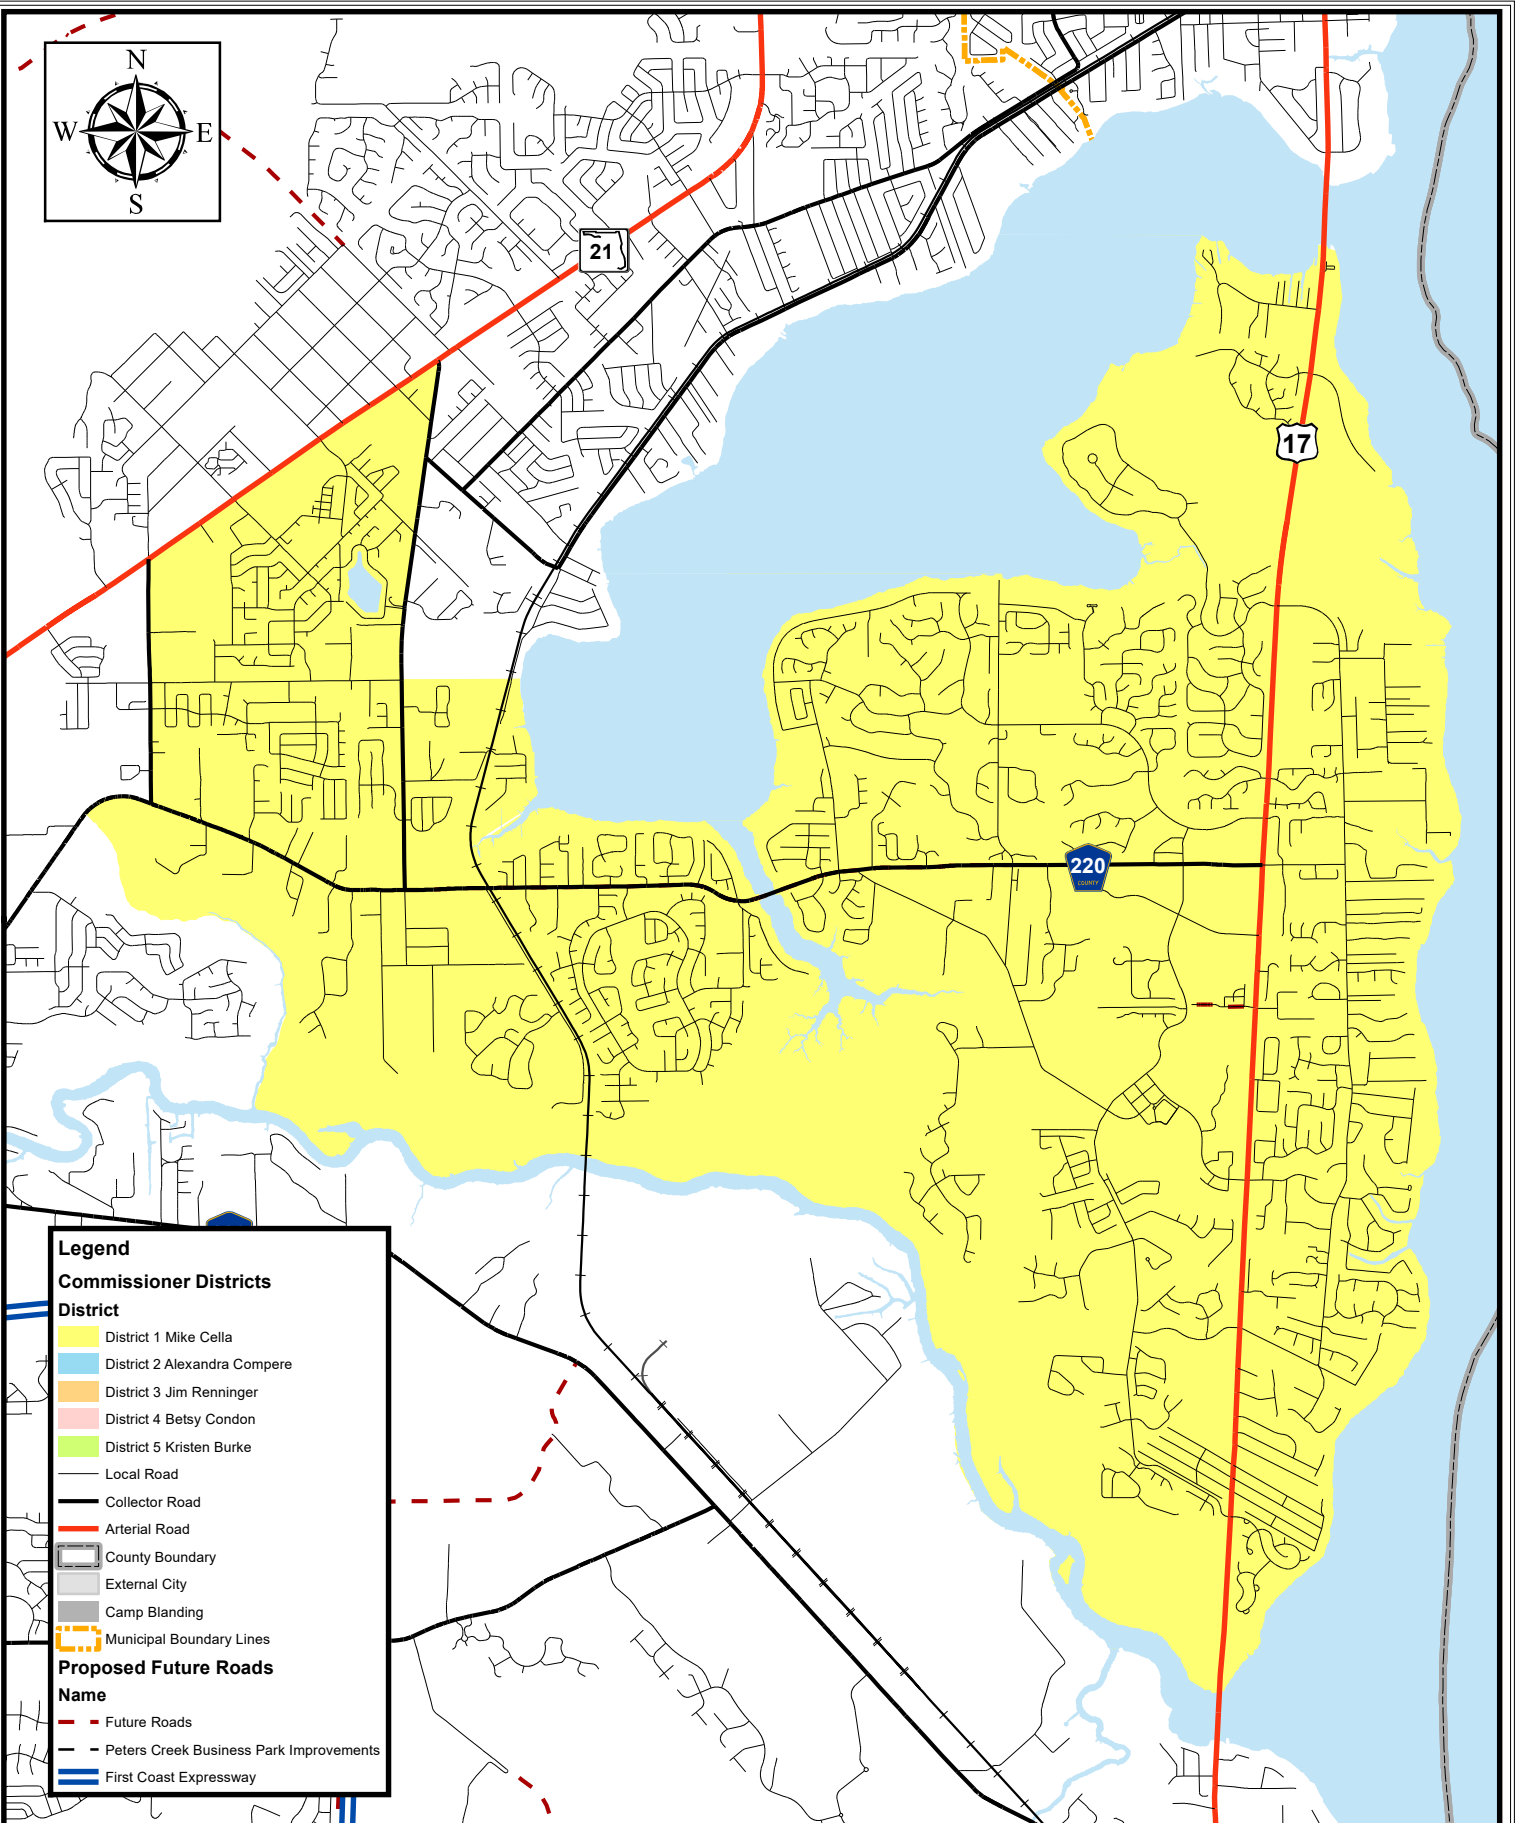 N
W E
S
21
17
220
COUNTY
Legend
Commissioner Districts
District
District 1 Mike Cella
District 2 Alexandra Compere
District 3 Jim Renninger
District 4 Betsy Condon
District 5 Kristen Burke
Local Road
Collector Road
Arterial Road
County Boundary
External City
Camp Blanding
Municipal Boundary Lines
Proposed Future Roads
Name
Future Roads
Peters Creek Business Park Improvements
First Coast Expressway